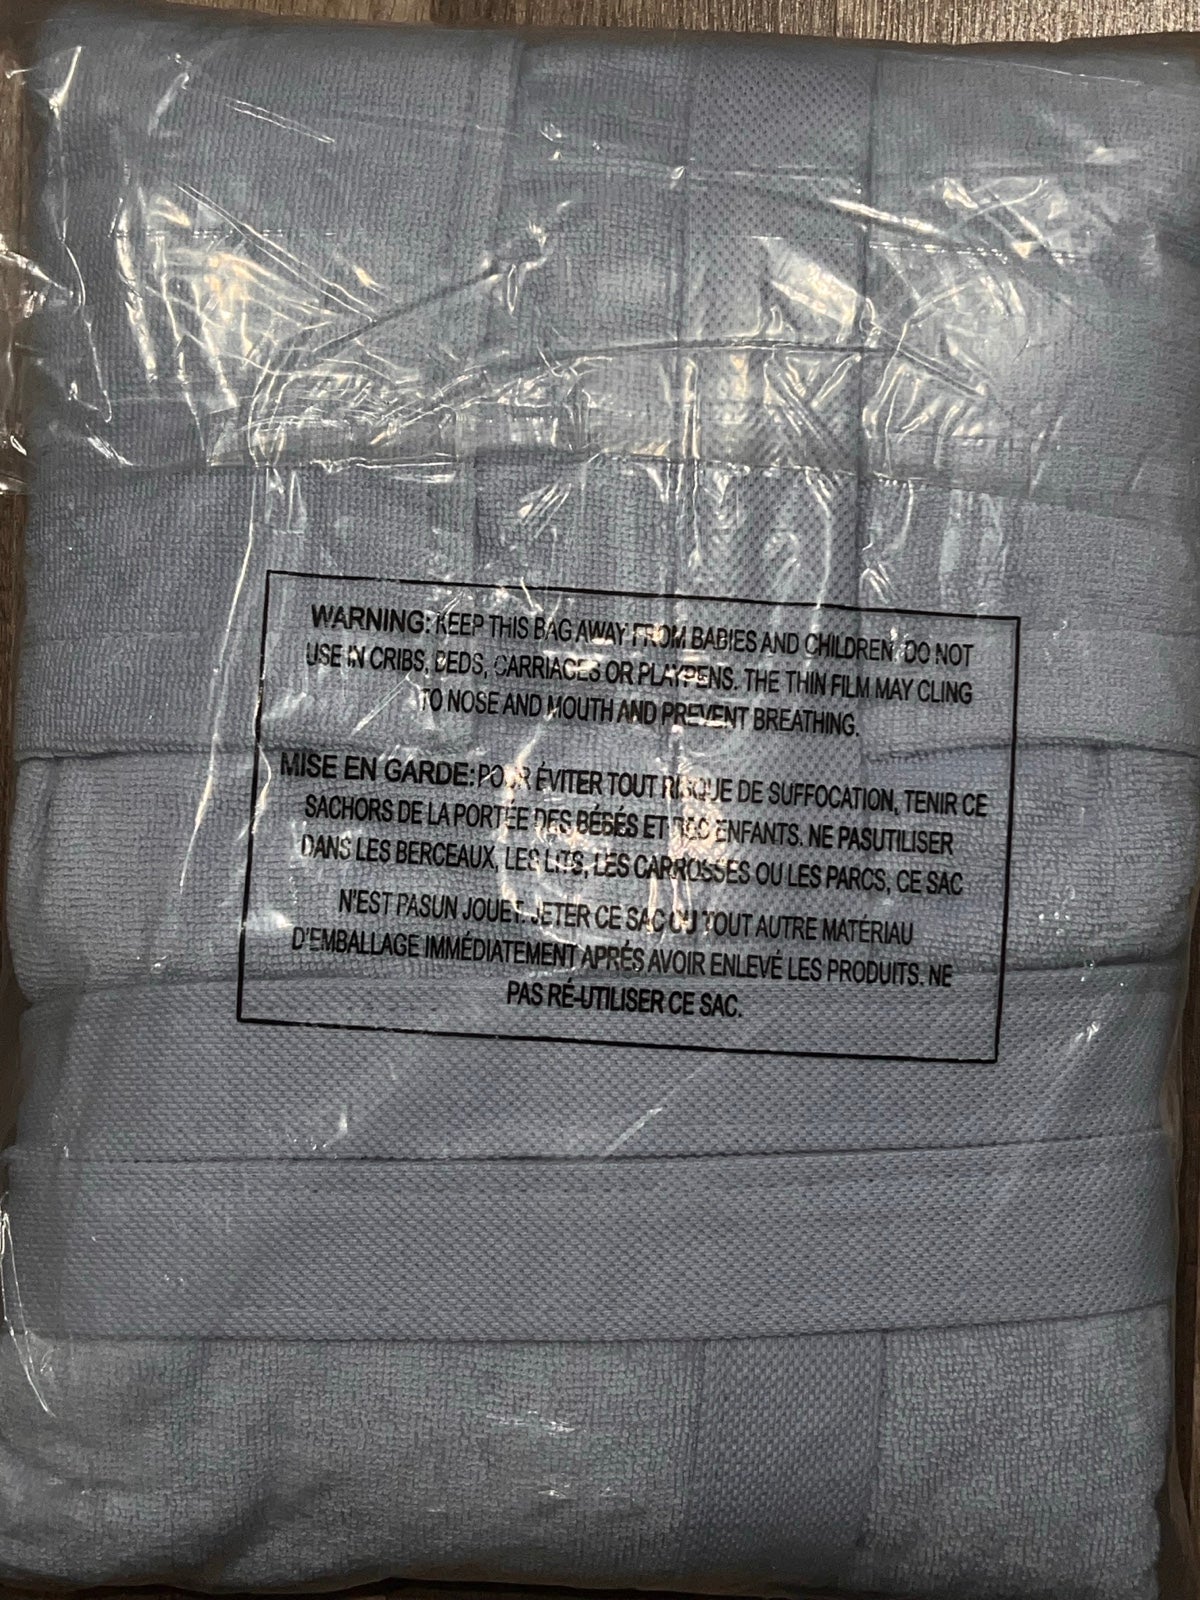 WARNING: KEEP THIS BAG AWAY FROM BABIES AND CHILDREN. DO NOT
USE IN CRIBS, BEDS, CARRIAGES OR PLAYPENS. THE THIN FILM MAY CLING
TO NOSE AND MOUTH AND PREVENT BREATHING.
MISE EN GARDE: POUR ÉVITER TOUT RISQUE DE SUFFOCATION, TENIR CE
SACHORS DE LA PORTÉE DES BÉBÉS ET DES ENFANTS. NE PASUTILISER
DANS LES BERCEAUX, LES LITS, LES CARROSSES OU LES PARCS, CE SAC
N'EST PASUN JOUET. JETER CE SAC OU TOUT AUTRE MATÉRIAU
D'EMBALLAGE IMMÉDIATEMENT APRÉS AVOIR ENLEVÉ LES PRODUITS. NE
PAS RÉ-UTILISER CE SAC.